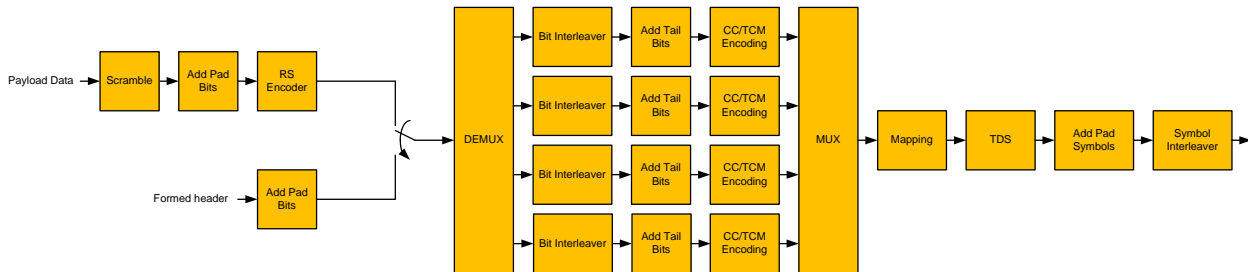 Payload Data
Scramble
Add Pad
Bits
RS
Encoder
Formed header
Add Pad
Bits
DEMUX
Bit Interleaver
Add Tail
Bits
CC/TCM
Encoding
Bit Interleaver
Add Tail
Bits
CC/TCM
Encoding
Bit Interleaver
Add Tail
Bits
CC/TCM
Encoding
Bit Interleaver
Add Tail
Bits
CC/TCM
Encoding
MUX
Mapping
TDS
Add Pad
Symbols
Symbol
Interleaver